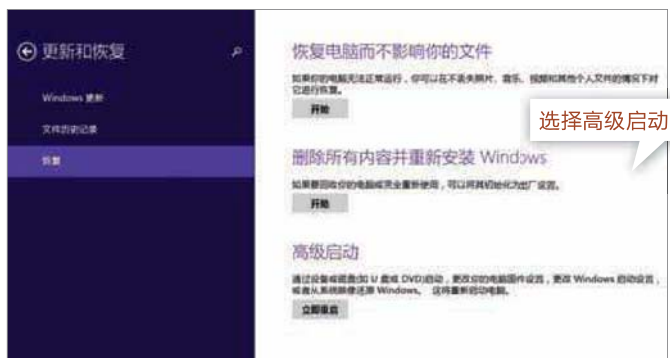 更新和恢复
Windows 更新
文件历史记录
恢复
恢复电脑而不影响你的文件
如果你的电脑无法正常运行，你可以在不丢失照片、音乐、视频和其他个人文件的情况下对
它进行恢复。
开始
选择高级启动
删除所有内容并重新安装 Windows
如果要回收你的电脑或完全重新使用，可以将其初始化为出厂设置。
开始
高级启动
通过设备或磁盘(如 U 盘或 DVD)启动，更改你的电脑固件设置，更改 Windows 启动设置，
或者从系统映像还原 Windows。 这将重新启动电脑。
立即重启